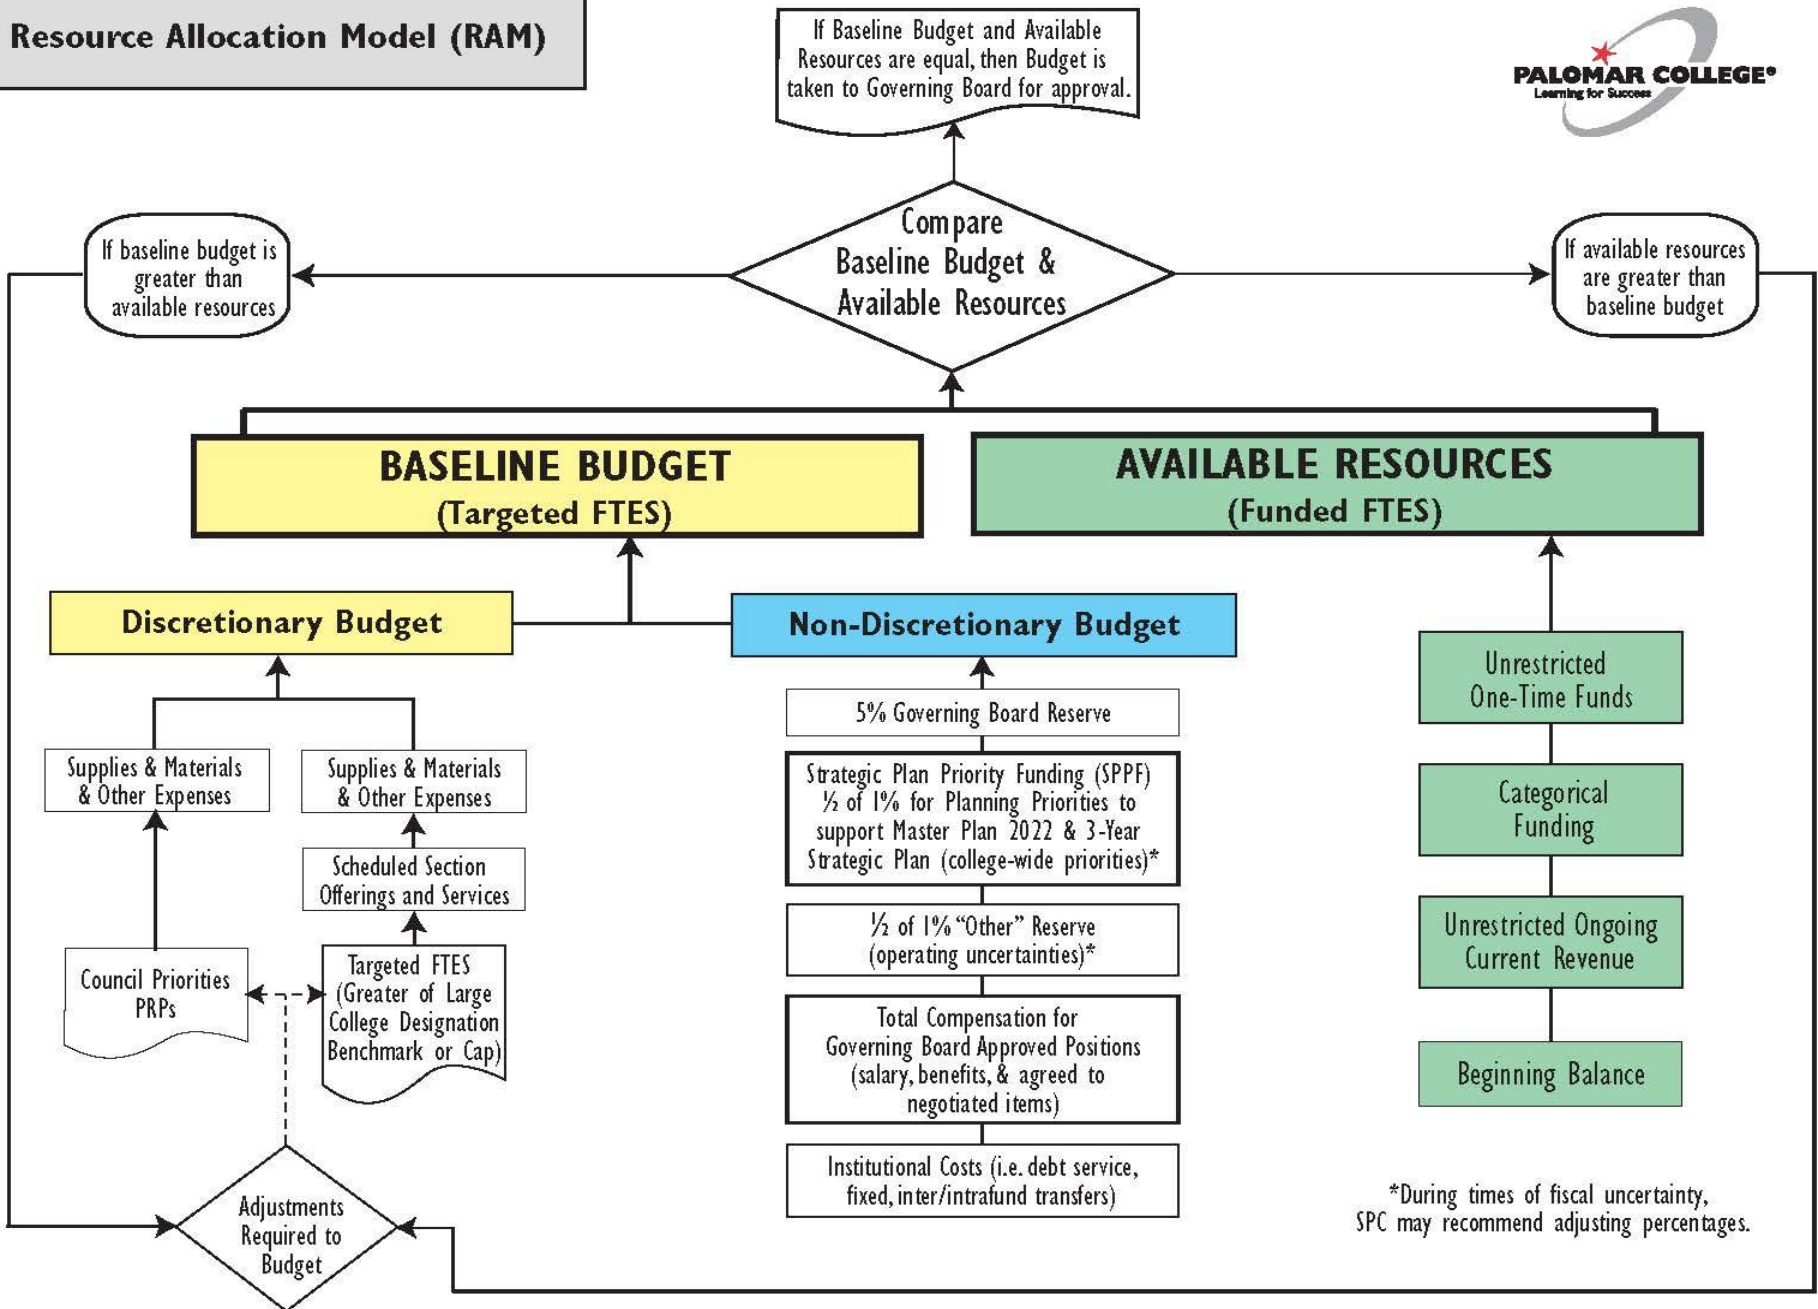 Resource Allocation Model (RAM)
If Baseline Budget and Available
Resources are equal, then Budget is
taken to Governing Board for approval.
PALOMAR COLLEGE®
Learning for Success
If baseline budget is
greater than
available resources
Compare
Baseline Budget &
Available Resources
If available resources
are greater than
baseline budget
BASELINE BUDGET
(Targeted FTES)
AVAILABLE RESOURCES
(Funded FTES)
Discretionary Budget
Non-Discretionary Budget
Supplies & Materials
& Other Expenses
Supplies & Materials
& Other Expenses
Scheduled Section
Offerings and Services
Council Priorities
PRPs
Targeted FTES
(Greater of Large
College Designation
Benchmark or Cap)
Adjustments
Required to
Budget
5% Governing Board Reserve
Strategic Plan Priority Funding (SPPF)
½ of 1% for Planning Priorities to
support Master Plan 2022 & 3-Year
Strategic Plan (college-wide priorities)*
½ of 1% “Other” Reserve
(operating uncertainties)*
Total Compensation for
Governing Board Approved Positions
(salary, benefits, & agreed to
negotiated items)
Institutional Costs (i.e. debt service,
fixed, inter/intrafund transfers)
Unrestricted
One-Time Funds
Categorical
Funding
Unrestricted Ongoing
Current Revenue
Beginning Balance
*During times of fiscal uncertainty,
SPC may recommend adjusting percentages.